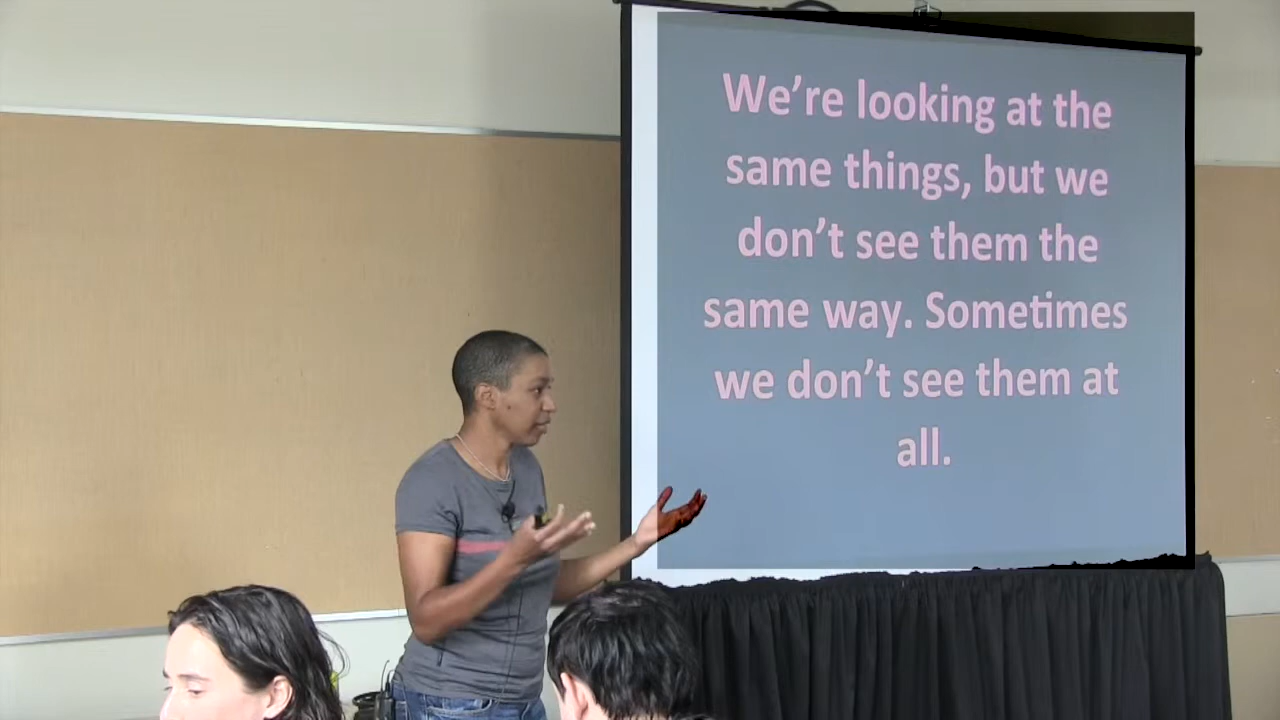 We’re looking at the
same things, but we
don’t see them the
same way. Sometimes
we don’t see them at
all.